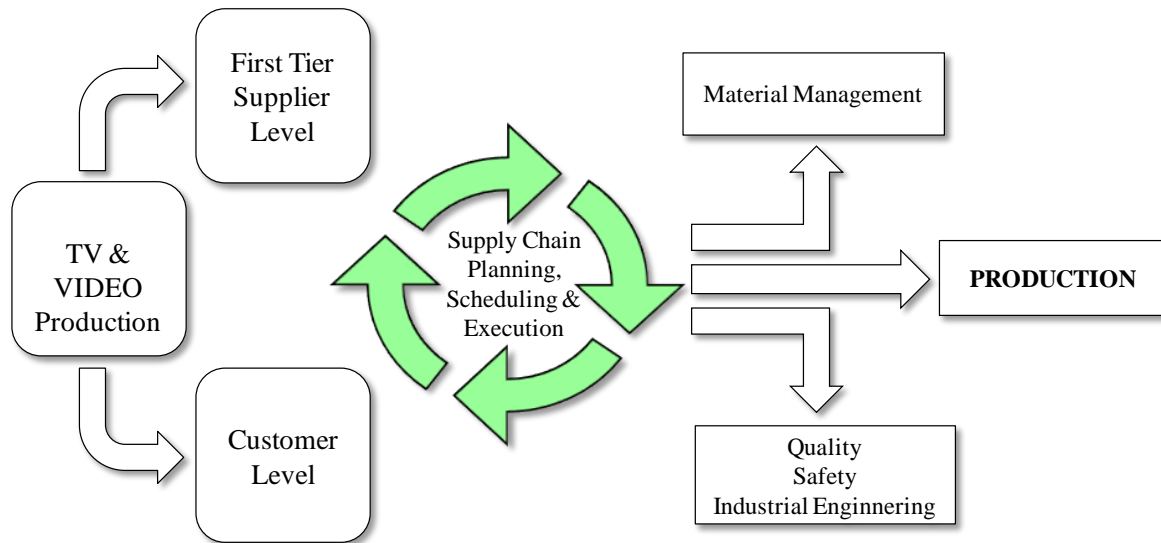 First Tier
Supplier
Level
TV &
VIDEO
Production
Customer
Level
Supply Chain
Planning,
Scheduling &
Execution
Material Management
PRODUCTION
Quality
Safety
Industrial Enginnering